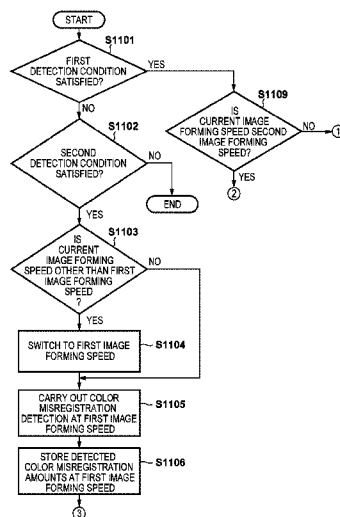 START
S1101
FIRST
DETECTION CONDITION
SATISFIED?
YES
S1109
NO
IS
CURRENT IMAGE
FORMING SPEED SECOND
IMAGE FORMING
SPEED?
NO
1
YES
2
S1102
SECOND
DETECTION CONDITION
SATISFIED?
NO
END
YES
S1103
IS
CURRENT
IMAGE FORMING
SPEED OTHER THAN FIRST
IMAGE FORMING
SPEED
?
NO
YES
SWITCH TO FIRST IMAGE
FORMING SPEED
S1104
CARRY OUT COLOR
MISREGISTRATION
DETECTION AT FIRST IMAGE
FORMING SPEED
S1105
STORE DETECTED
COLOR MISREGISTRATION
AMOUNTS AT FIRST IMAGE
FORMING SPEED
S1106
3